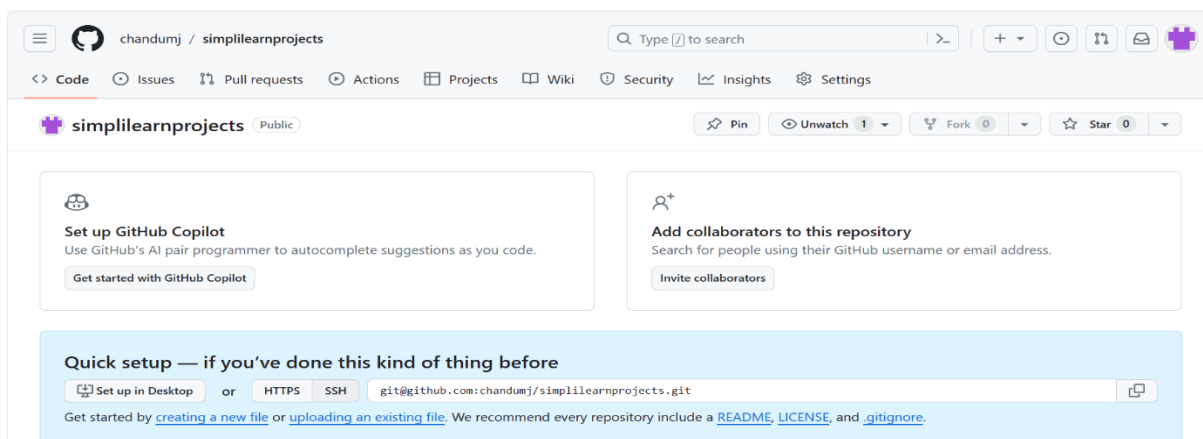 chandumj / simplilearnprojects
Type / to search
>_
Code Issues Pull requests Actions Projects Wiki Security Insights Settings
simplilearnprojects Public
Pin Unwatch 1 Fork 0 Star 0
Set up GitHub Copilot
Use GitHub's AI pair programmer to autocomplete suggestions as you code.
Get started with GitHub Copilot
Add collaborators to this repository
Search for people using their GitHub username or email address.
Invite collaborators
Quick setup — if you've done this kind of thing before
Set up in Desktop or HTTPS SSH git@github.com:chandumj/simplilearnprojects.git
Get started by creating a new file or uploading an existing file. We recommend every repository include a README, LICENSE, and .gitignore.